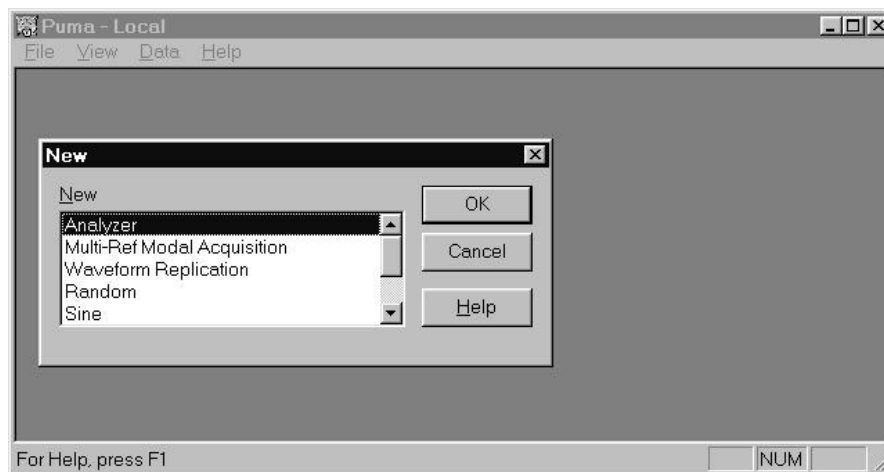 Puma - Local
File View Data Help
New
New
Analyzer
Multi-Ref Modal Acquisition
Waveform Replication
Random
Sine
OK
Cancel
Help
For Help, press F1
NUM